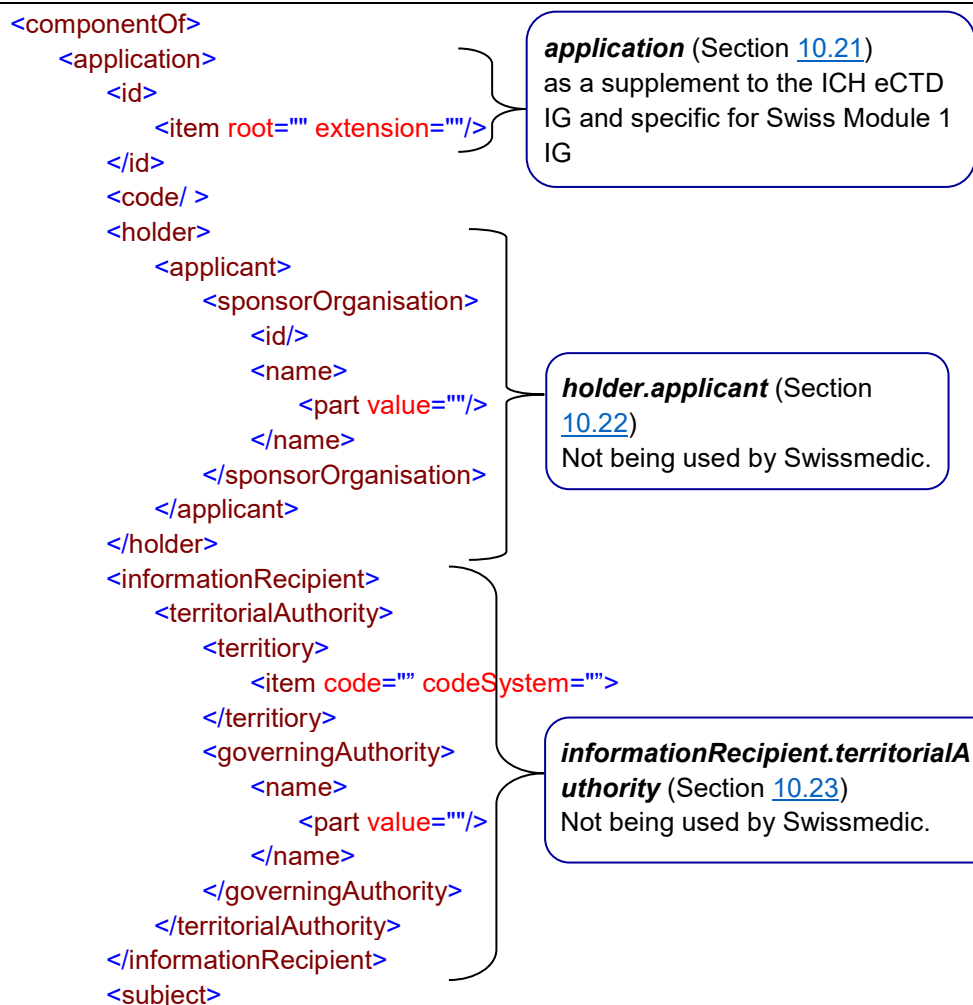 <componentOf>
<application>
<id>
<item root="" extension=""/>
</id>
<code/ >
<holder>
<applicant>
<sponsorOrganisation>
<id/>
<name>
<part value=""/>
</name>
</sponsorOrganisation>
</applicant>
</holder>
<informationRecipient>
<territorialAuthority>
<territiory>
<item code="” codeSystem="”>
</territiory>
<governingAuthority>
<name>
<part value=""/>
</name>
</governingAuthority>
</territorialAuthority>
</informationRecipient>
<subject>
application (Section 10.21)
as a supplement to the ICH eCTD
IG and specific for Swiss Module 1
IG
holder.applicant (Section
10.22)
Not being used by Swissmedic.
informationRecipient.territorialA
uthority (Section 10.23)
Not being used by Swissmedic.